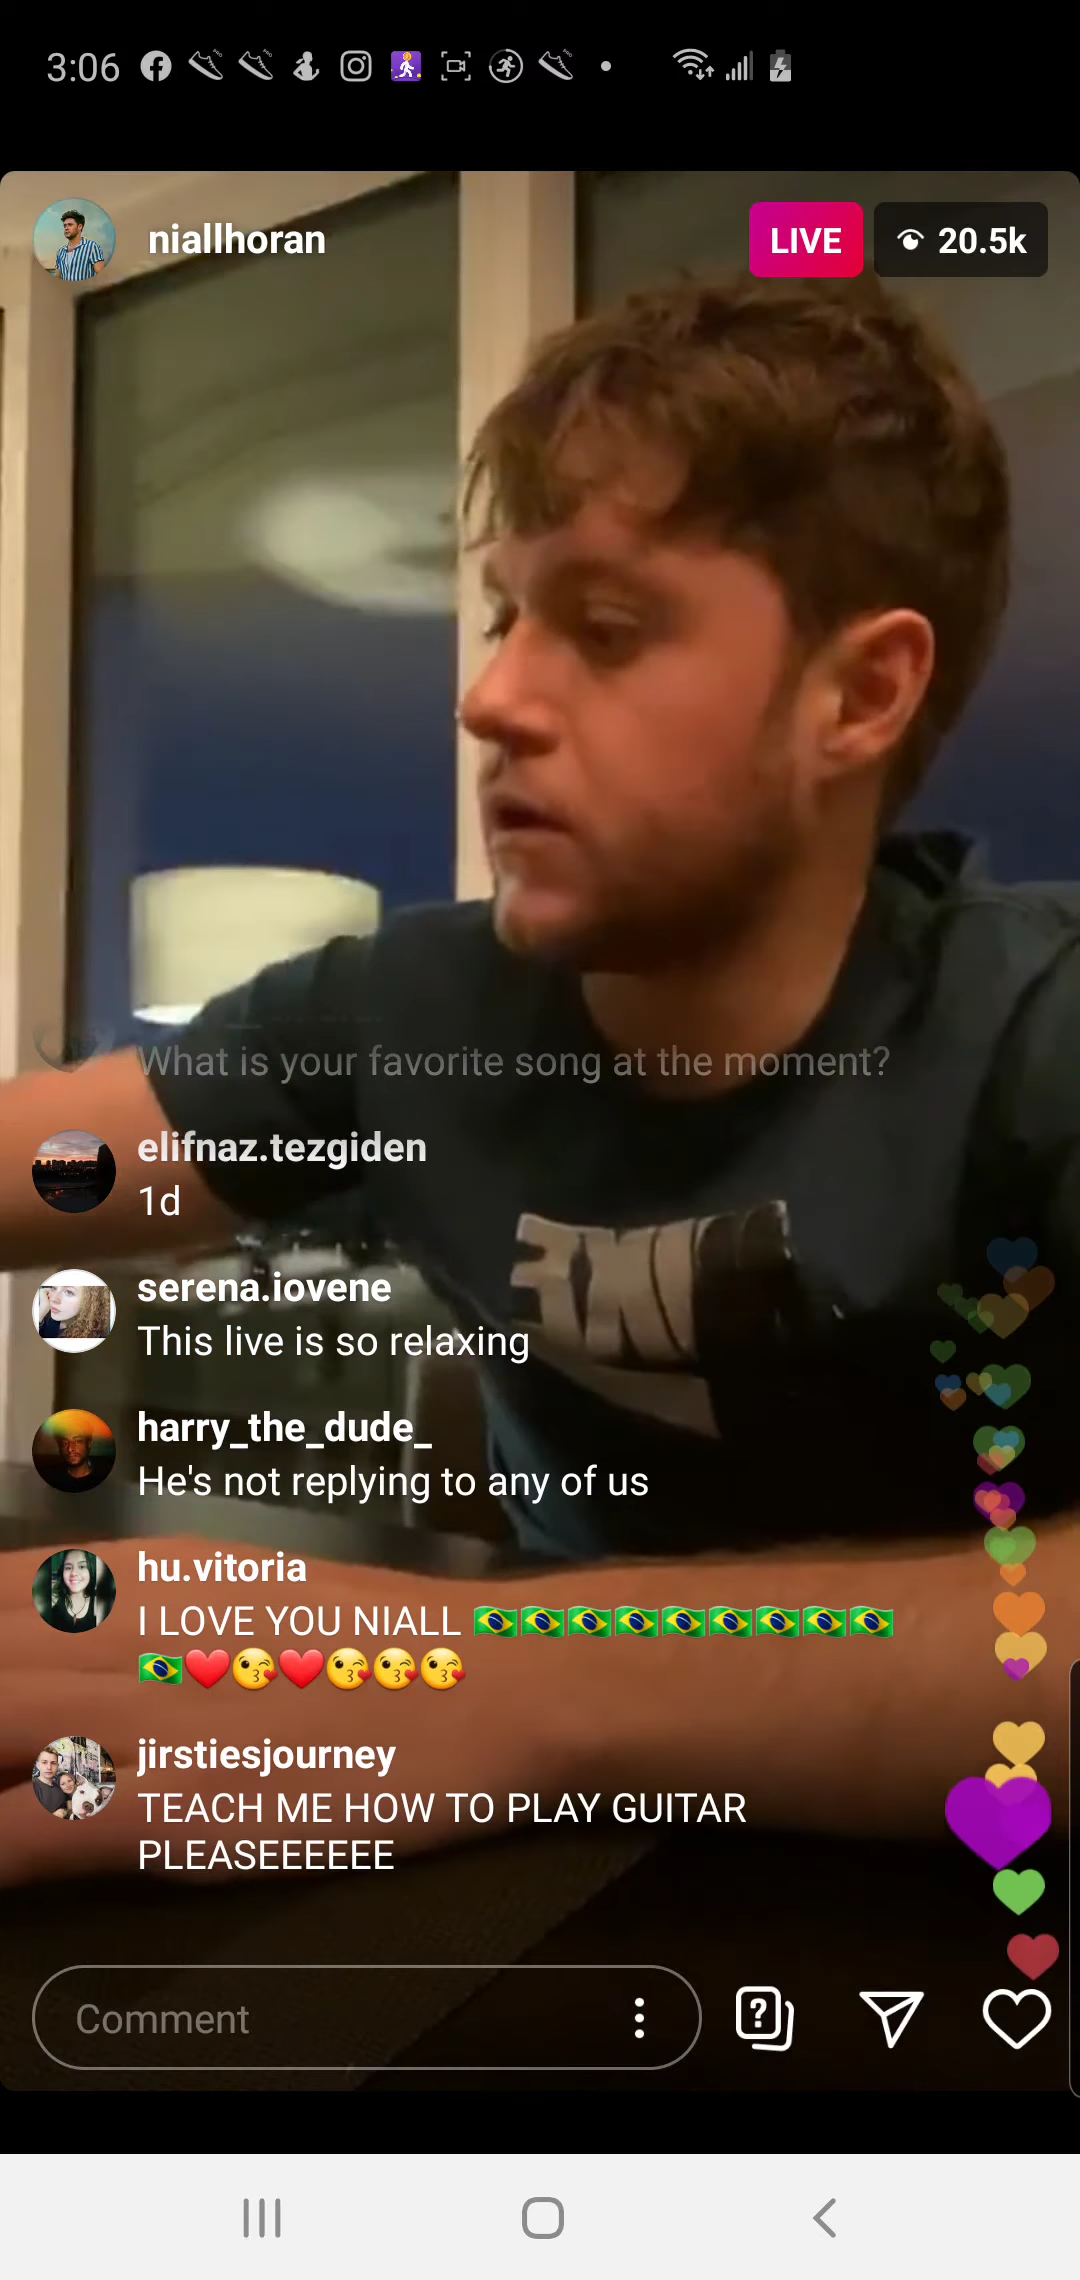 3:06
niallhoran
LIVE
20.5k
What is your favorite song at the moment?
elifnaz.tezgiden
1d
serena.iovene
This live is so relaxing
harry_the_dude_
He's not replying to any of us
hu.vitoria
I LOVE YOU NIALL 🇧🇷🇧🇷🇧🇷🇧🇷🇧🇷🇧🇷🇧🇷🇧🇷🇧🇷
🇧🇷❤️😘❤️😘😘😘
jirstiesjourney
TEACH ME HOW TO PLAY GUITAR
PLEASEEEEEE
Comment